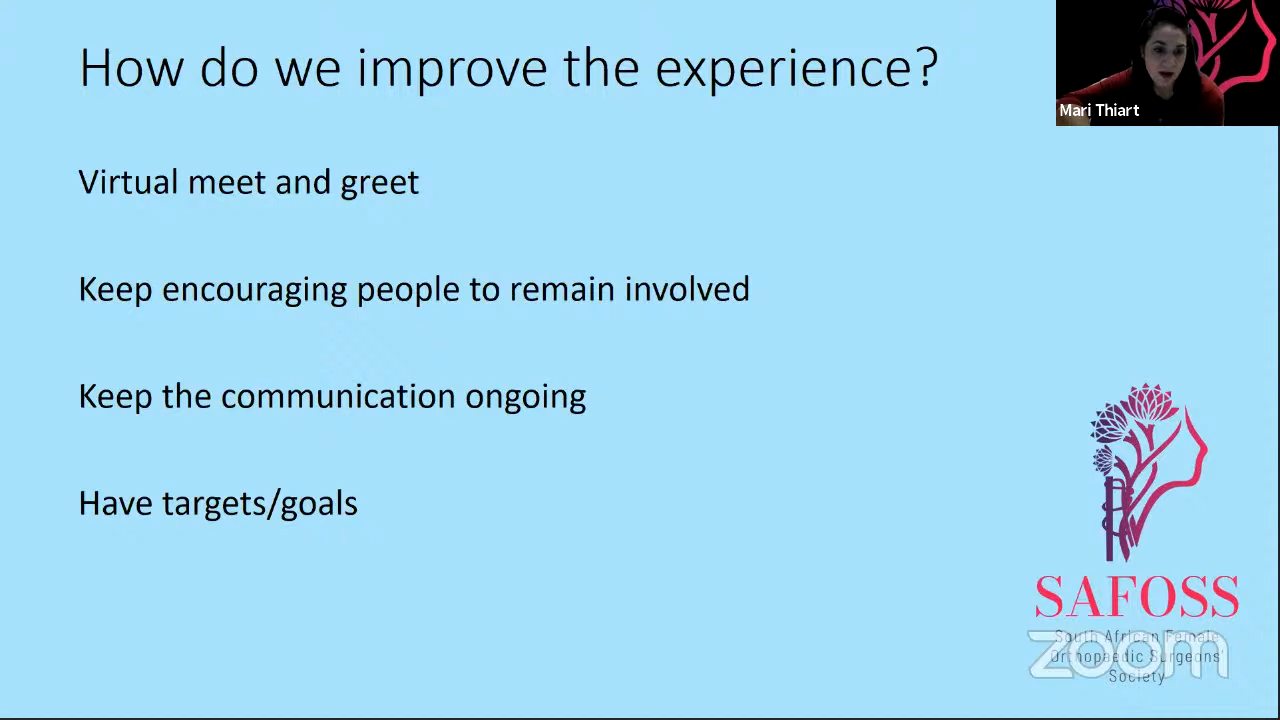 How do we improve the experience?
Mari Thiart
Virtual meet and greet
Keep encouraging people to remain involved
Keep the communication ongoing
Have targets/goals
SAFOSS
South African Female
Orthopaedic Surgeons'
Society
zoom